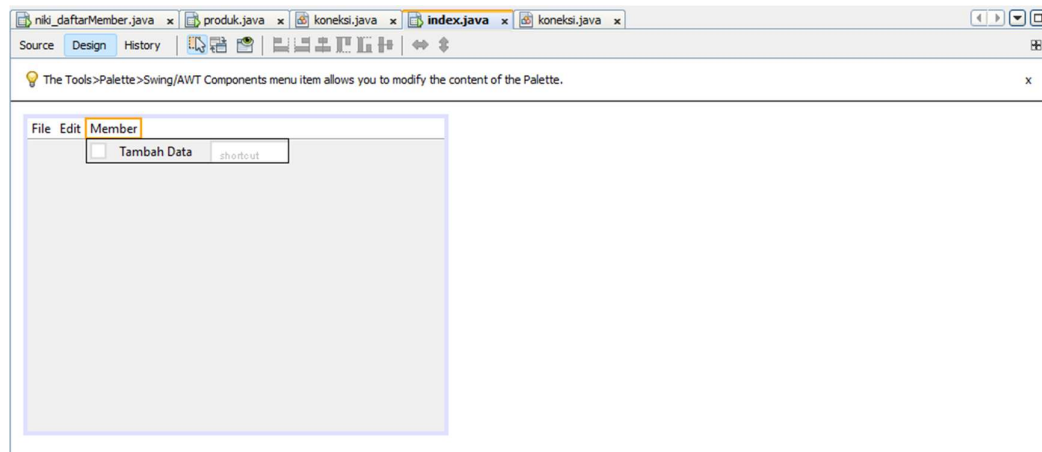 niki_daftarMember.java x produk.java x koneksi.java x index.java x koneksi.java x
Source Design History
The Tools>Palette>Swing/AWT Components menu item allows you to modify the content of the Palette. x
File Edit Member
Tambah Data shortcut